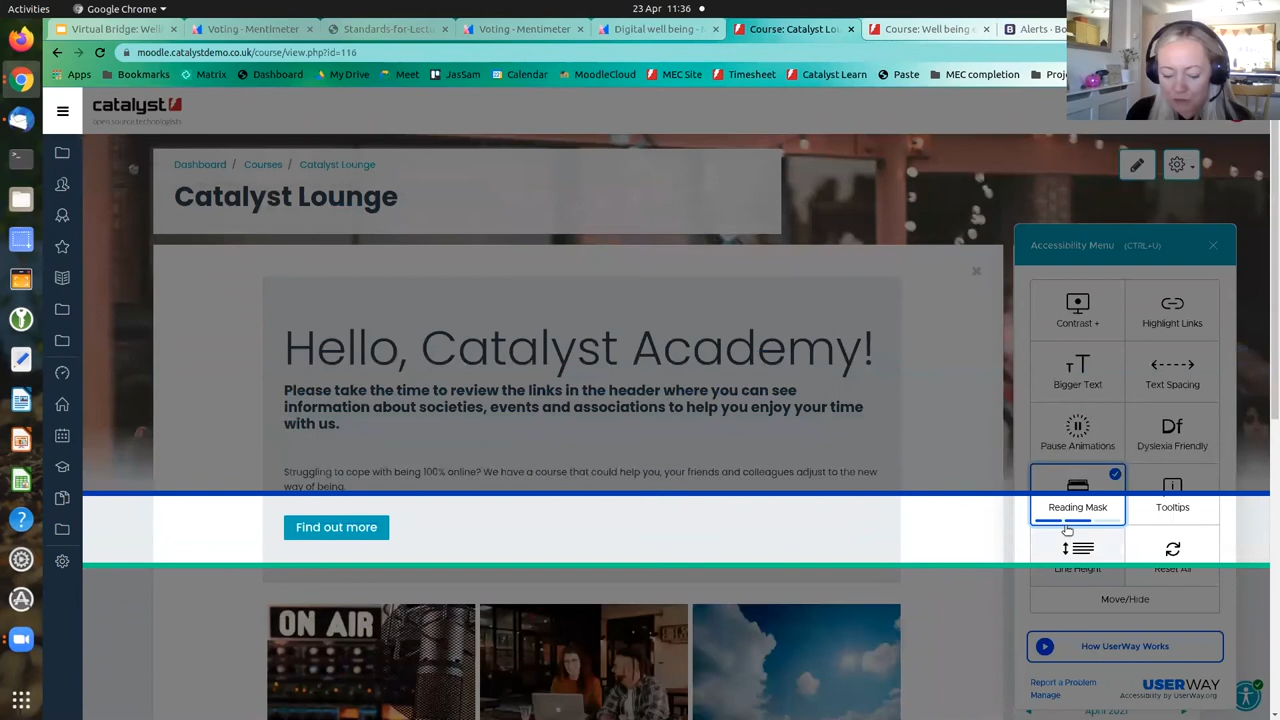 Activities
Google Chrome
23 Apr 11:36
Virtual Bridge: Welln
Voting - Mentimeter
Standards-for-Lectu
Voting - Mentimeter
Digital well being - M
Course: Catalyst Lou
Course: Well being
Alerts - Bo
moodle.catalystdemo.co.uk/course/view.php?id=116
Apps
Bookmarks
Matrix
Dashboard
My Drive
Meet
JasSam
Calendar
MoodleCloud
MEC Site
Timesheet
Catalyst Learn
Paste
MEC completion
Proj
catalyst
open source technologists
Dashboard / Courses / Catalyst Lounge
Catalyst Lounge
Hello, Catalyst Academy!
Please take the time to review the links in the header where you can see
information about societies, events and associations to help you enjoy your time
with us.
Struggling to cope with being 100% online? We have a course that could help you, your friends and colleagues adjust to the new
way of being.
Find out more
ON AIR
Accessibility Menu (CTRL+U)
Contrast +
Highlight Links
Bigger Text
Text Spacing
Pause Animations
Df
Dyslexia Friendly
Reading Mask
Tooltips
Line Height
Reset All
Move/Hide
How UserWay Works
Report a Problem
Manage
USERWAY
Accessibility by UserWay.org
April 2021